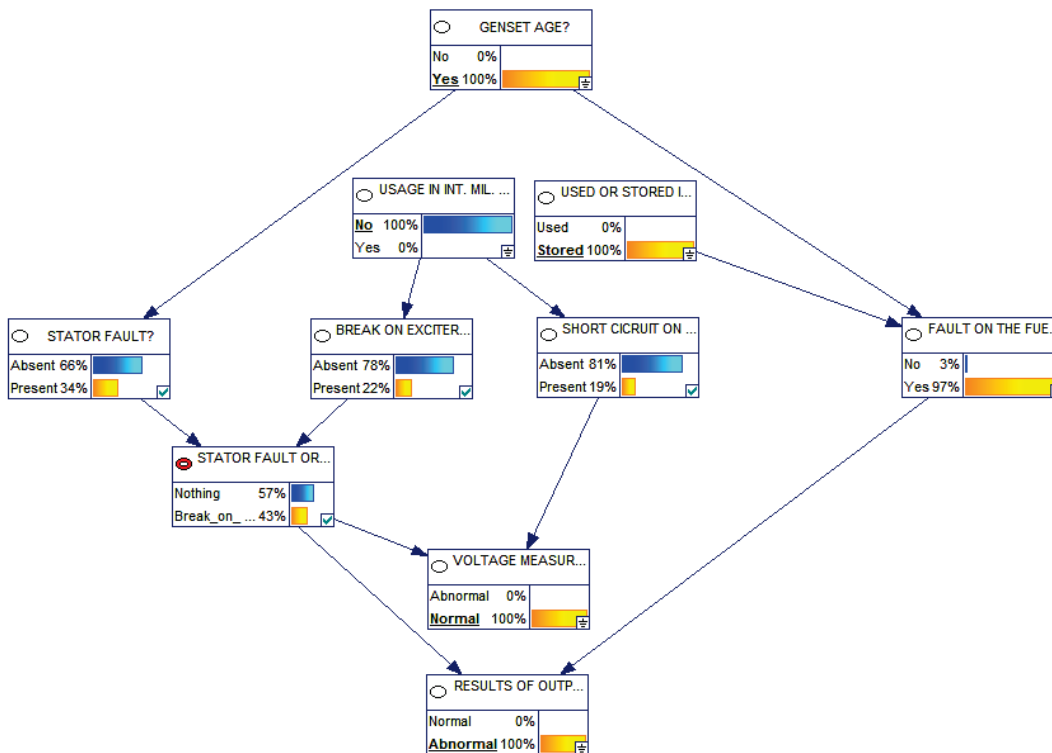 GENSET AGE?
No 0%
Yes 100%
USAGE IN INT. MIL. ...
No 100%
Yes 0%
USED OR STORED I...
Used 0%
Stored 100%
STATOR FAULT?
Absent 66%
Present 34%
BREAK ON EXCITER...
Absent 78%
Present 22%
SHORT CICRUIT ON ...
Absent 81%
Present 19%
FAULT ON THE FUE...
No 3%
Yes 97%
STATOR FAULT OR...
Nothing 57%
Break_on_ ... 43%
VOLTAGE MEASUR...
Abnormal 0%
Normal 100%
RESULTS OF OUTP...
Normal 0%
Abnormal 100%